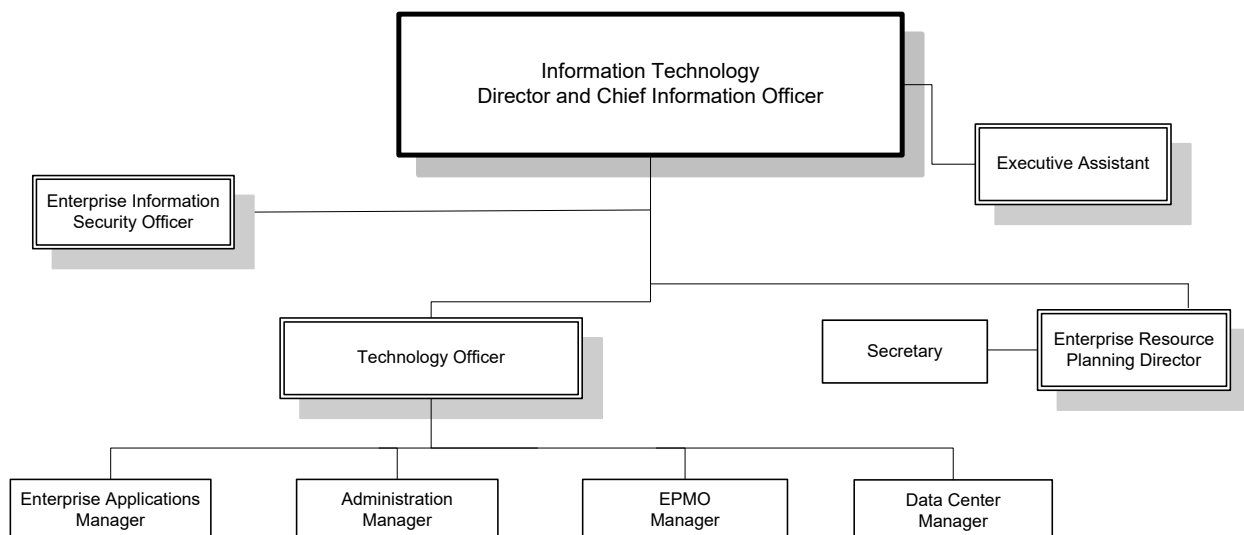 Information Technology
Director and Chief Information Officer
Executive Assistant
Enterprise Information
Security Officer
Technology Officer
Secretary
Enterprise Resource
Planning Director
Enterprise Applications
Manager
Administration
Manager
EPMO
Manager
Data Center
Manager